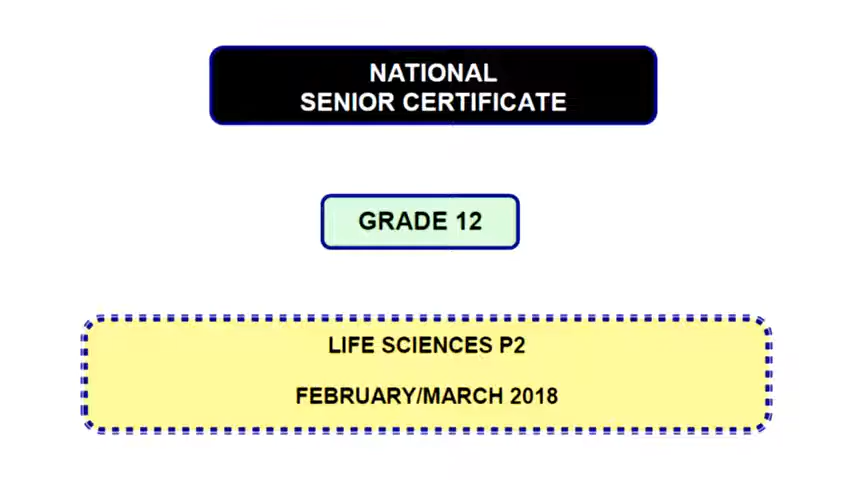 NATIONAL
SENIOR CERTIFICATE
GRADE 12
LIFE SCIENCES P2
FEBRUARY/MARCH 2018